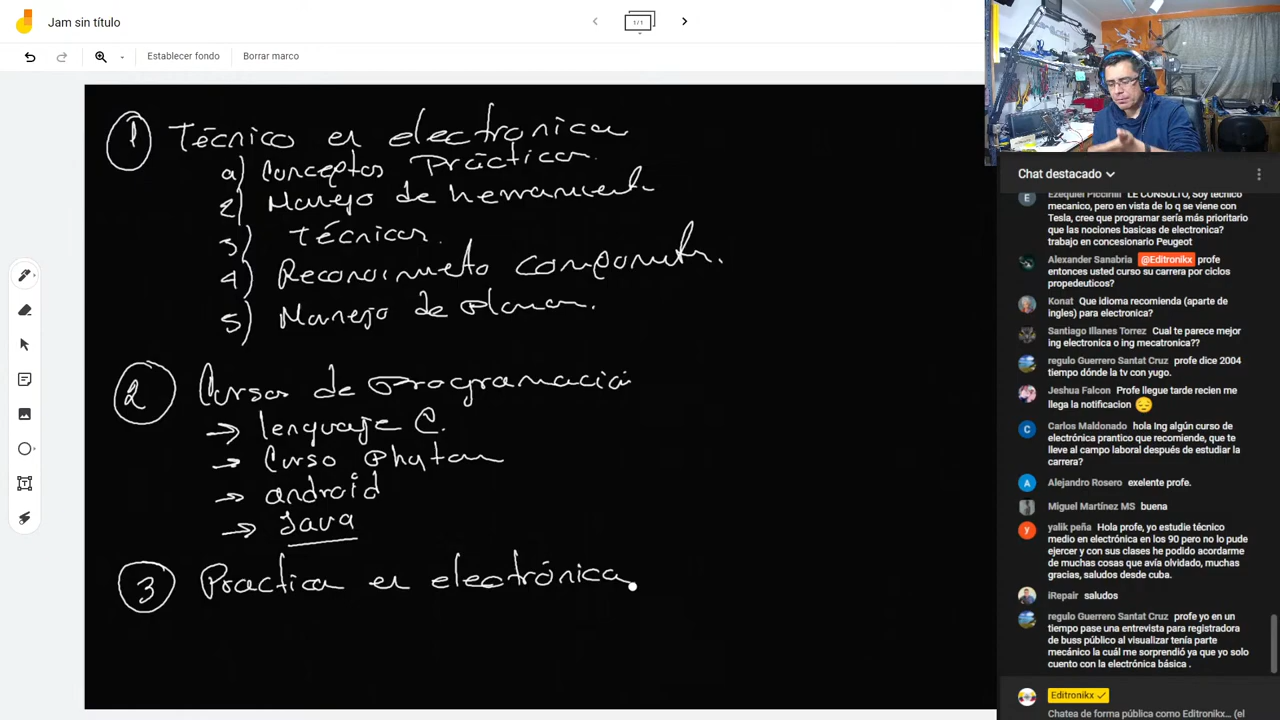 Jam sin título
1/1
Establecer fondo
Borrar marco
1 Técnico en electrónica
a) Conceptos Prácticos.
2) Manejo de herramienta
3) Técnicas.
4)
5) Manejo de planos.
2 Cursos de programación
→ lenguaje C.
→ Curso Phyton
→ android
→ Java
3 Practica en electrónica
Chat destacado
E Ezequiel Piccinini LE CONSULTO, Soy técnico
mecanico, pero en vista de lo q se viene con
Tesla, cree que programar sería más prioritario
que las nociones basicas de electronica?
trabajo en concesionario Peugeot
Alexander Sanabria @Editronikx profe
entonces usted curso su carrera por ciclos
propedeuticos?
Konat Que idioma recomienda (aparte de
ingles) para electronica?
Santiago Illanes Torrez Cual te parece mejor
ing electronica o ing mecatronica??
regulo Guerrero Santat Cruz profe dice 2004
tiempo dónde la tv con yugo.
Jeshua Falcon Profe llegue tarde recien me
llega la notificacion 😔
C Carlos Maldonado hola Ing algún curso de
electrónica prantico que recomiende, que te
lleve al campo laboral después de estudiar la
carrera?
A Alejandro Rosero exelente profe.
Miguel Martínez MS buena
y yalik peña Hola profe, yo estudie técnico
medio en electrónica en los 90 pero no lo pude
ejercer y con sus clases he podido acordarme
de muchas cosas que avía olvidado, muchas
gracias, saludos desde cuba.
iRepair saludos
regulo Guerrero Santat Cruz profe yo en un
tiempo pase una entrevista para registradora
de buss público al visualizar tenía parte
mecánico la cuál me sorprendió ya que yo solo
cuento con la electrónica básica .
Editronikx
Chatea de forma pública como Editronikx... (el